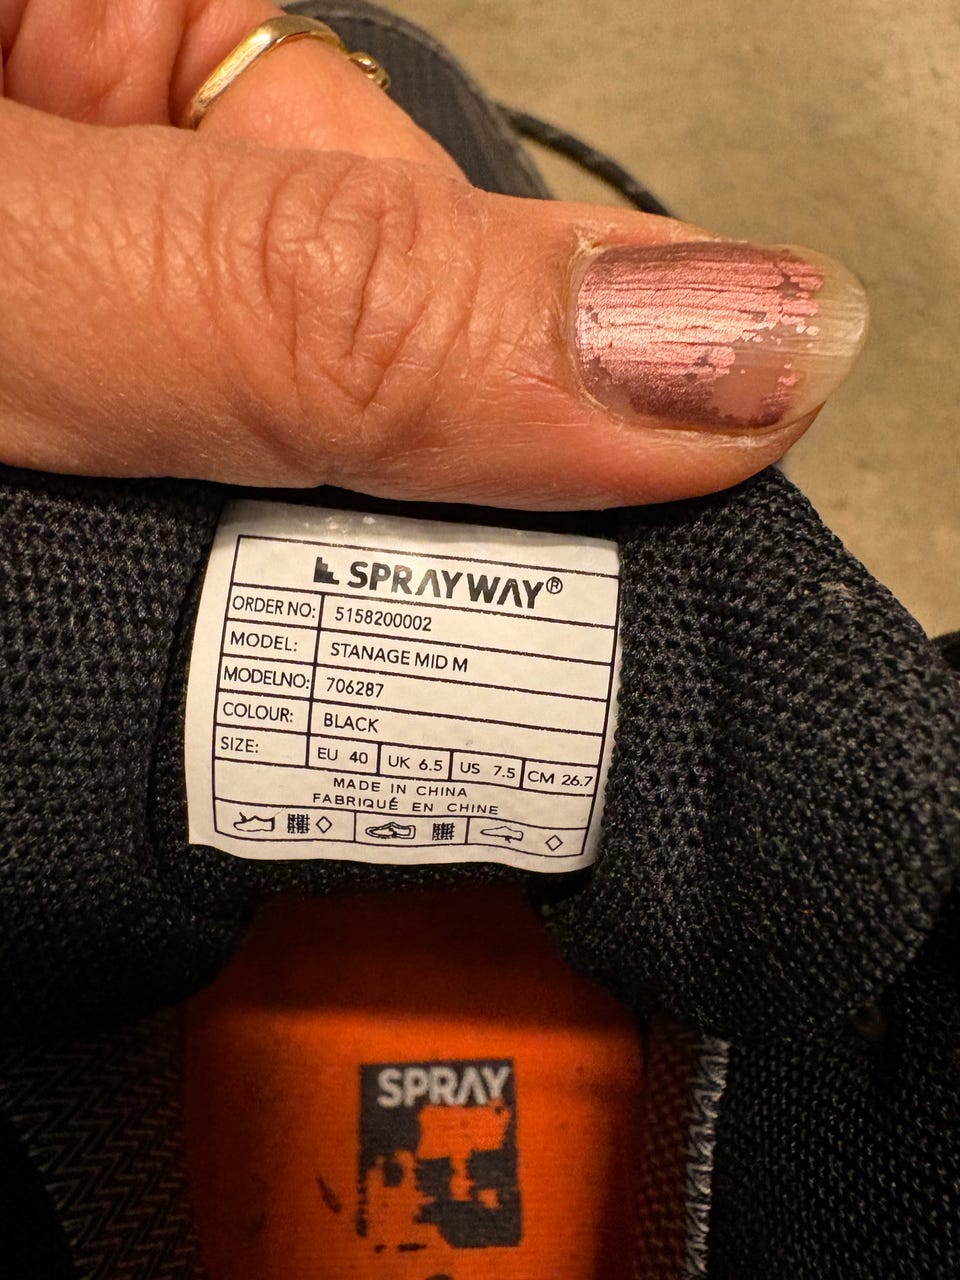 SPRAYWAY®
ORDER NO: 5158200002
MODEL: STANAGE MID M
MODELNO: 706287
COLOUR: BLACK
SIZE: EU 40 UK 6.5 US 7.5 CM 26.7
MADE IN CHINA
FABRIQUÉ EN CHINE
SPRAY